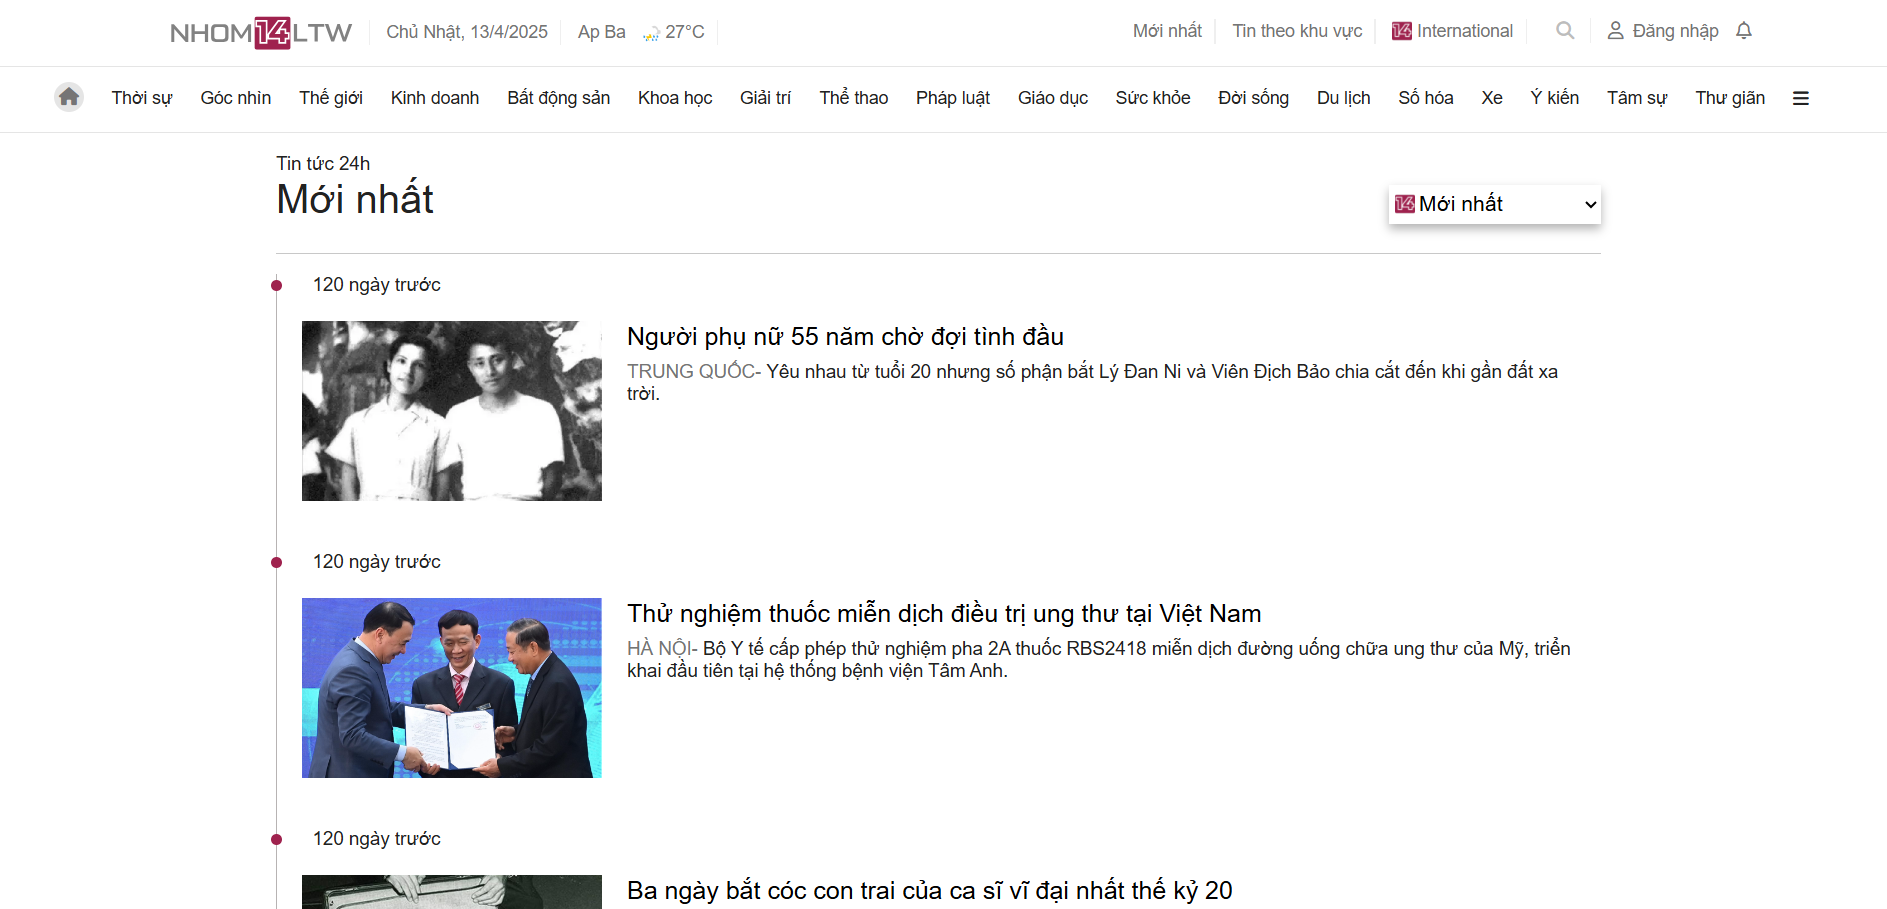 NHOM14LTW
Chủ Nhật, 13/4/2025
Ap Ba
27°C
Mới nhất
Tin theo khu vực
14 International
Đăng nhập
Thời sự
Góc nhìn
Thế giới
Kinh doanh
Bất động sản
Khoa học
Giải trí
Thể thao
Pháp luật
Giáo dục
Sức khỏe
Đời sống
Du lịch
Số hóa
Xe
Ý kiến
Tâm sự
Thư giãn
Tin tức 24h
Mới nhất
14 Mới nhất
120 ngày trước
Người phụ nữ 55 năm chờ đợi tình đầu
TRUNG QUỐC- Yêu nhau từ tuổi 20 nhưng số phận bắt Lý Đan Ni và Viên Địch Bảo chia cắt đến khi gần đất xa
trời.
120 ngày trước
Thử nghiệm thuốc miễn dịch điều trị ung thư tại Việt Nam
HÀ NỘI- Bộ Y tế cấp phép thử nghiệm pha 2A thuốc RBS2418 miễn dịch đường uống chữa ung thư của Mỹ, triển
khai đầu tiên tại hệ thống bệnh viện Tâm Anh.
120 ngày trước
Ba ngày bắt cóc con trai của ca sĩ vĩ đại nhất thế kỷ 20